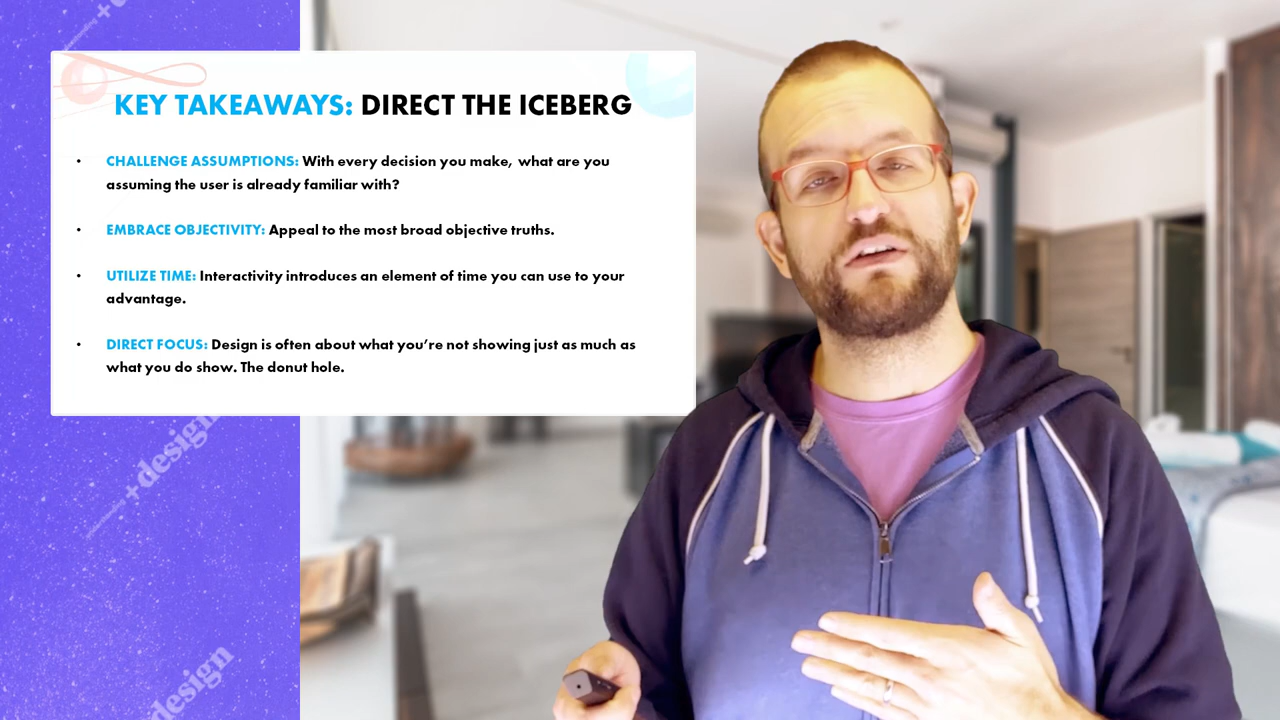 KEY TAKEAWAYS: DIRECT THE ICEBERG
• CHALLENGE ASSUMPTIONS: With every decision you make, what are you
assuming the user is already familiar with?
• EMBRACE OBJECTIVITY: Appeal to the most broad objective truths.
• UTILIZE TIME: Interactivity introduces an element of time you can use to your
advantage.
• DIRECT FOCUS: Design is often about what you’re not showing just as much as
what you do show. The donut hole.
+design
design